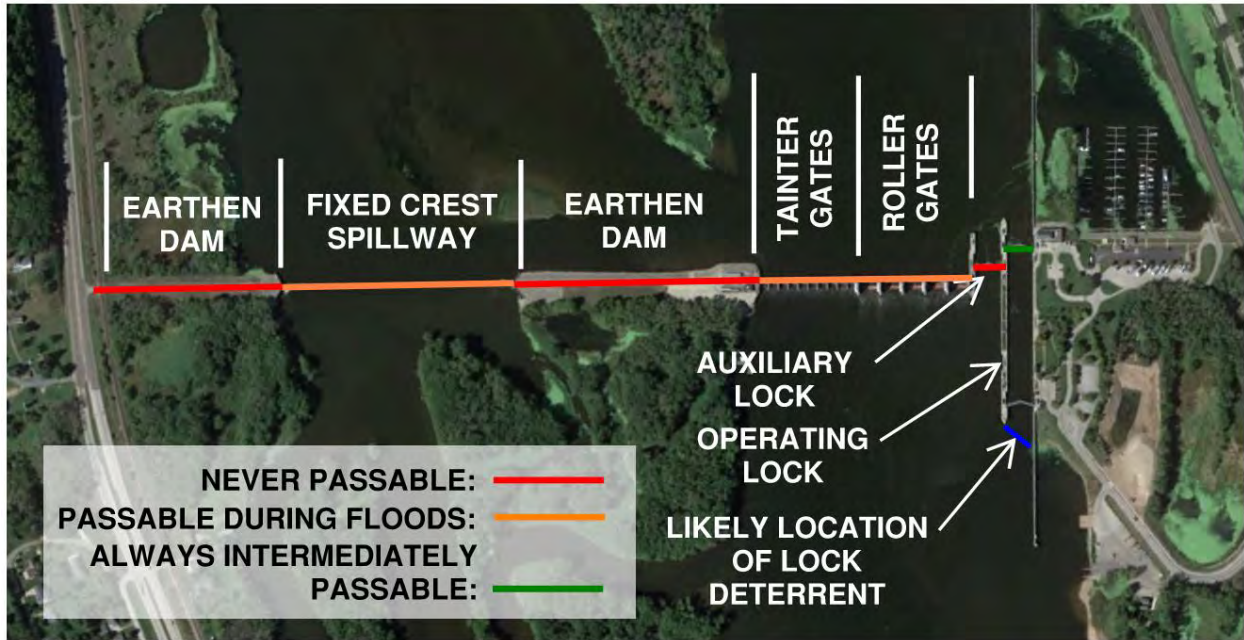 EARTHEN
DAM
FIXED CREST
SPILLWAY
EARTHEN
DAM
TAINTER
GATES
ROLLER
GATES
AUXILIARY
LOCK
OPERATING
LOCK
LIKELY LOCATION
OF LOCK
DETERRENT
NEVER PASSABLE:
PASSABLE DURING FLOODS:
ALWAYS INTERMEDIATELY
PASSABLE: